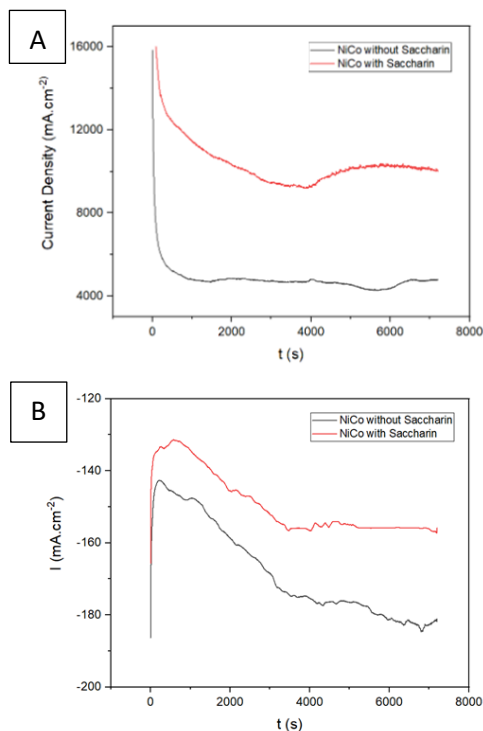 A
Current Density (mA.cm-2)
16000
12000
8000
4000
NiCo without Saccharin
NiCo with Saccharin
0
2000
4000
6000
8000
t (s)
B
I (mA.cm-2)
-120
-140
-160
-180
-200
NiCo without Saccharin
NiCo with Saccharin
0
2000
4000
6000
8000
t (s)